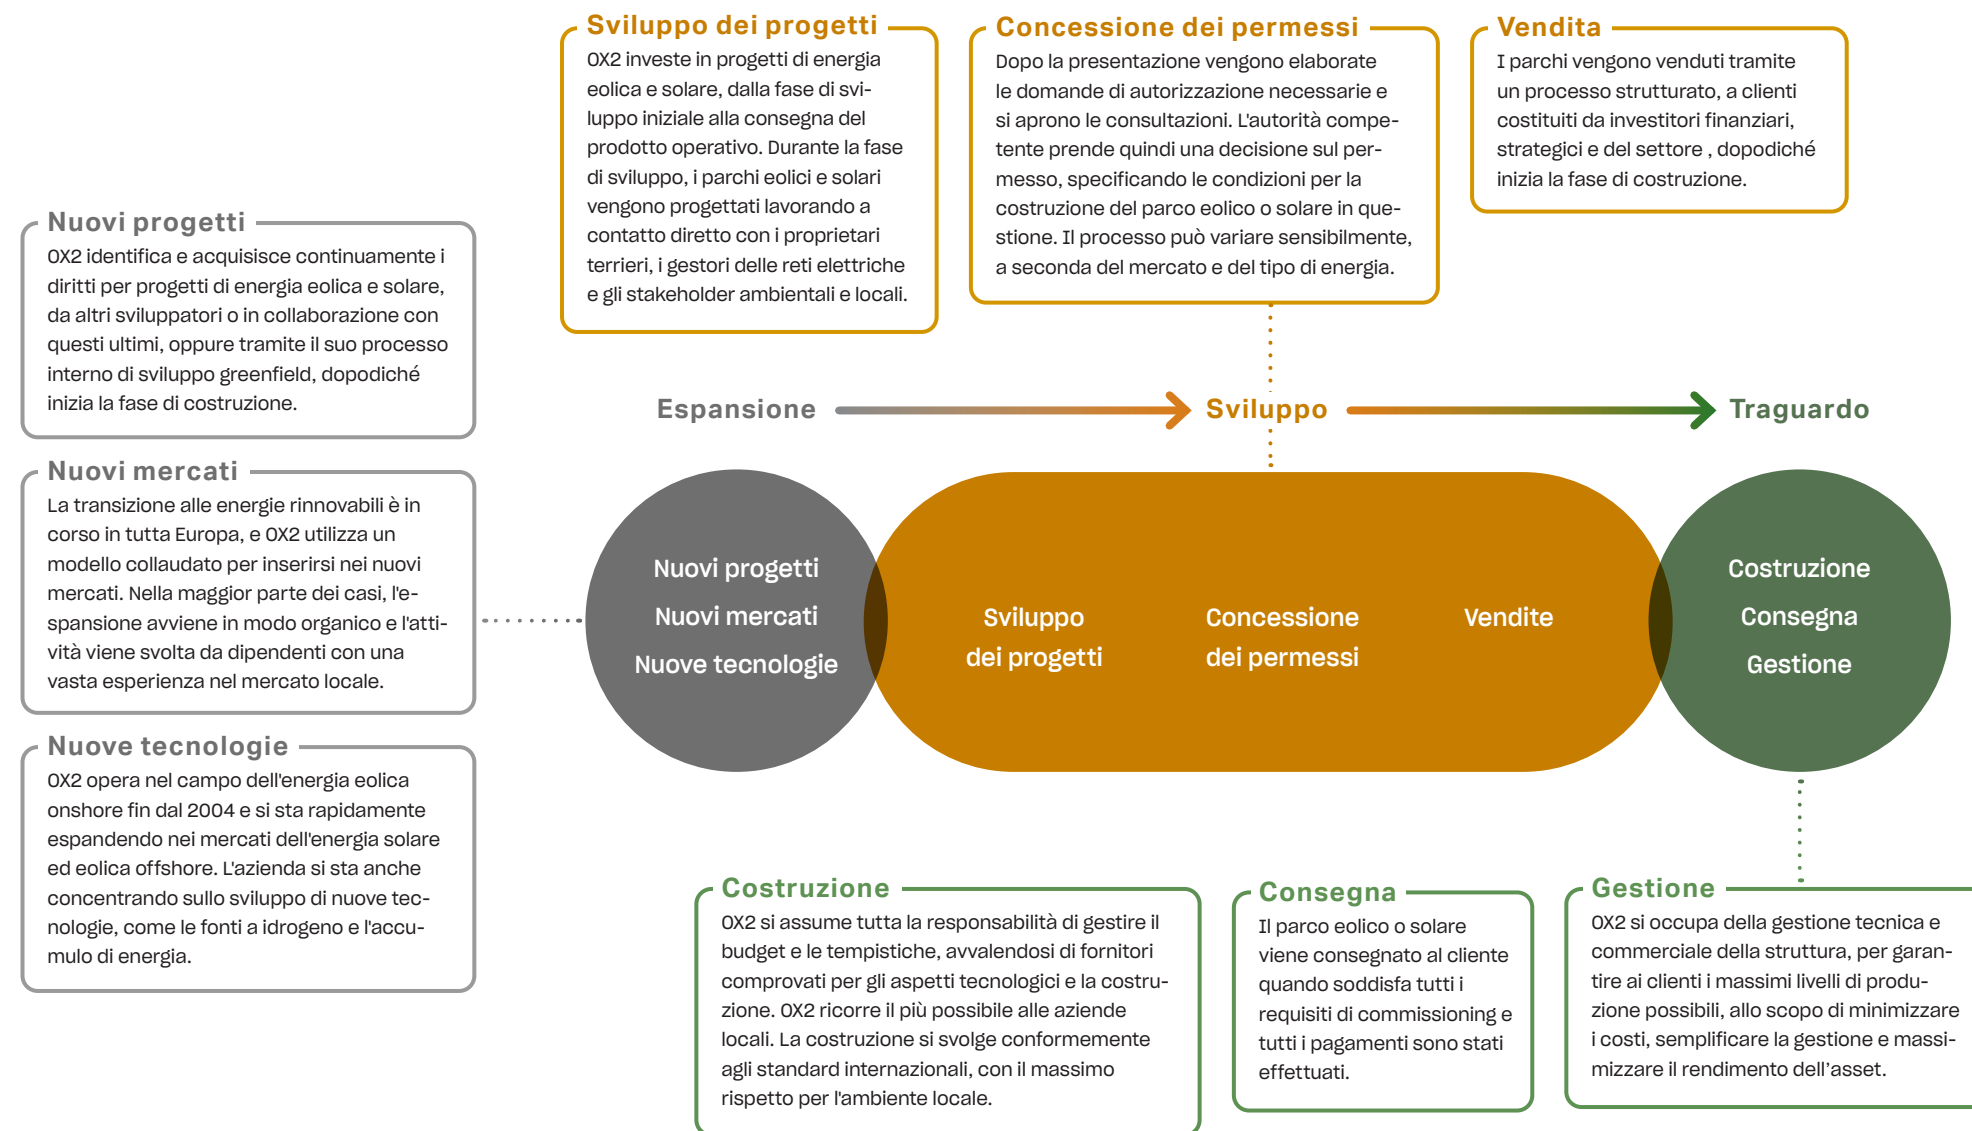 Sviluppo dei progetti
OX2 investe in progetti di energia
eolica e solare, dalla fase di svi-
luppo iniziale alla consegna del
prodotto operativo. Durante la fase
di sviluppo, i parchi eolici e solari
vengono progettati lavorando a
contatto diretto con i proprietari
terrieri, i gestori delle reti elettriche
e gli stakeholder ambientali e locali.
Concessione dei permessi
Dopo la presentazione vengono elaborate
le domande di autorizzazione necessarie e
si aprono le consultazioni. L'autorità compe-
tente prende quindi una decisione sul per-
messo, specificando le condizioni per la
costruzione del parco eolico o solare in que-
stione. Il processo può variare sensibilmente,
a seconda del mercato e del tipo di energia.
Vendita
I parchi vengono venduti tramite
un processo strutturato, a clienti
costituiti da investitori finanziari,
strategici e del settore , dopodiché
inizia la fase di costruzione.
Nuovi progetti
OX2 identifica e acquisisce continuamente i
diritti per progetti di energia eolica e solare,
da altri sviluppatori o in collaborazione con
questi ultimi, oppure tramite il suo processo
interno di sviluppo greenfield, dopodiché
inizia la fase di costruzione.
Nuovi mercati
La transizione alle energie rinnovabili è in
corso in tutta Europa, e OX2 utilizza un
modello collaudato per inserirsi nei nuovi
mercati. Nella maggior parte dei casi, l'e-
spansione avviene in modo organico e l'atti-
vità viene svolta da dipendenti con una
vasta esperienza nel mercato locale.
Nuove tecnologie
OX2 opera nel campo dell'energia eolica
onshore fin dal 2004 e si sta rapidamente
espandendo nei mercati dell'energia solare
ed eolica offshore. L'azienda si sta anche
concentrando sullo sviluppo di nuove tec-
nologie, come le fonti a idrogeno e l'accu-
mulo di energia.
Espansione
Sviluppo
Traguardo
Nuovi progetti
Nuovi mercati
Nuove tecnologie
Sviluppo
dei progetti
Concessione
dei permessi
Vendite
Costruzione
Consegna
Gestione
Costruzione
OX2 si assume tutta la responsabilità di gestire il
budget e le tempistiche, avvalendosi di fornitori
comprovati per gli aspetti tecnologici e la costru-
zione. OX2 ricorre il più possibile alle aziende
locali. La costruzione si svolge conformemente
agli standard internazionali, con il massimo
rispetto per l'ambiente locale.
Consegna
Il parco eolico o solare
viene consegnato al cliente
quando soddisfa tutti i
requisiti di commissioning e
tutti i pagamenti sono stati
effettuati.
Gestione
OX2 si occupa della gestione tecnica e
commerciale della struttura, per garan-
tire ai clienti i massimi livelli di produ-
zione possibili, allo scopo di minimizzare
i costi, semplificare la gestione e massi-
mizzare il rendimento dell’asset.